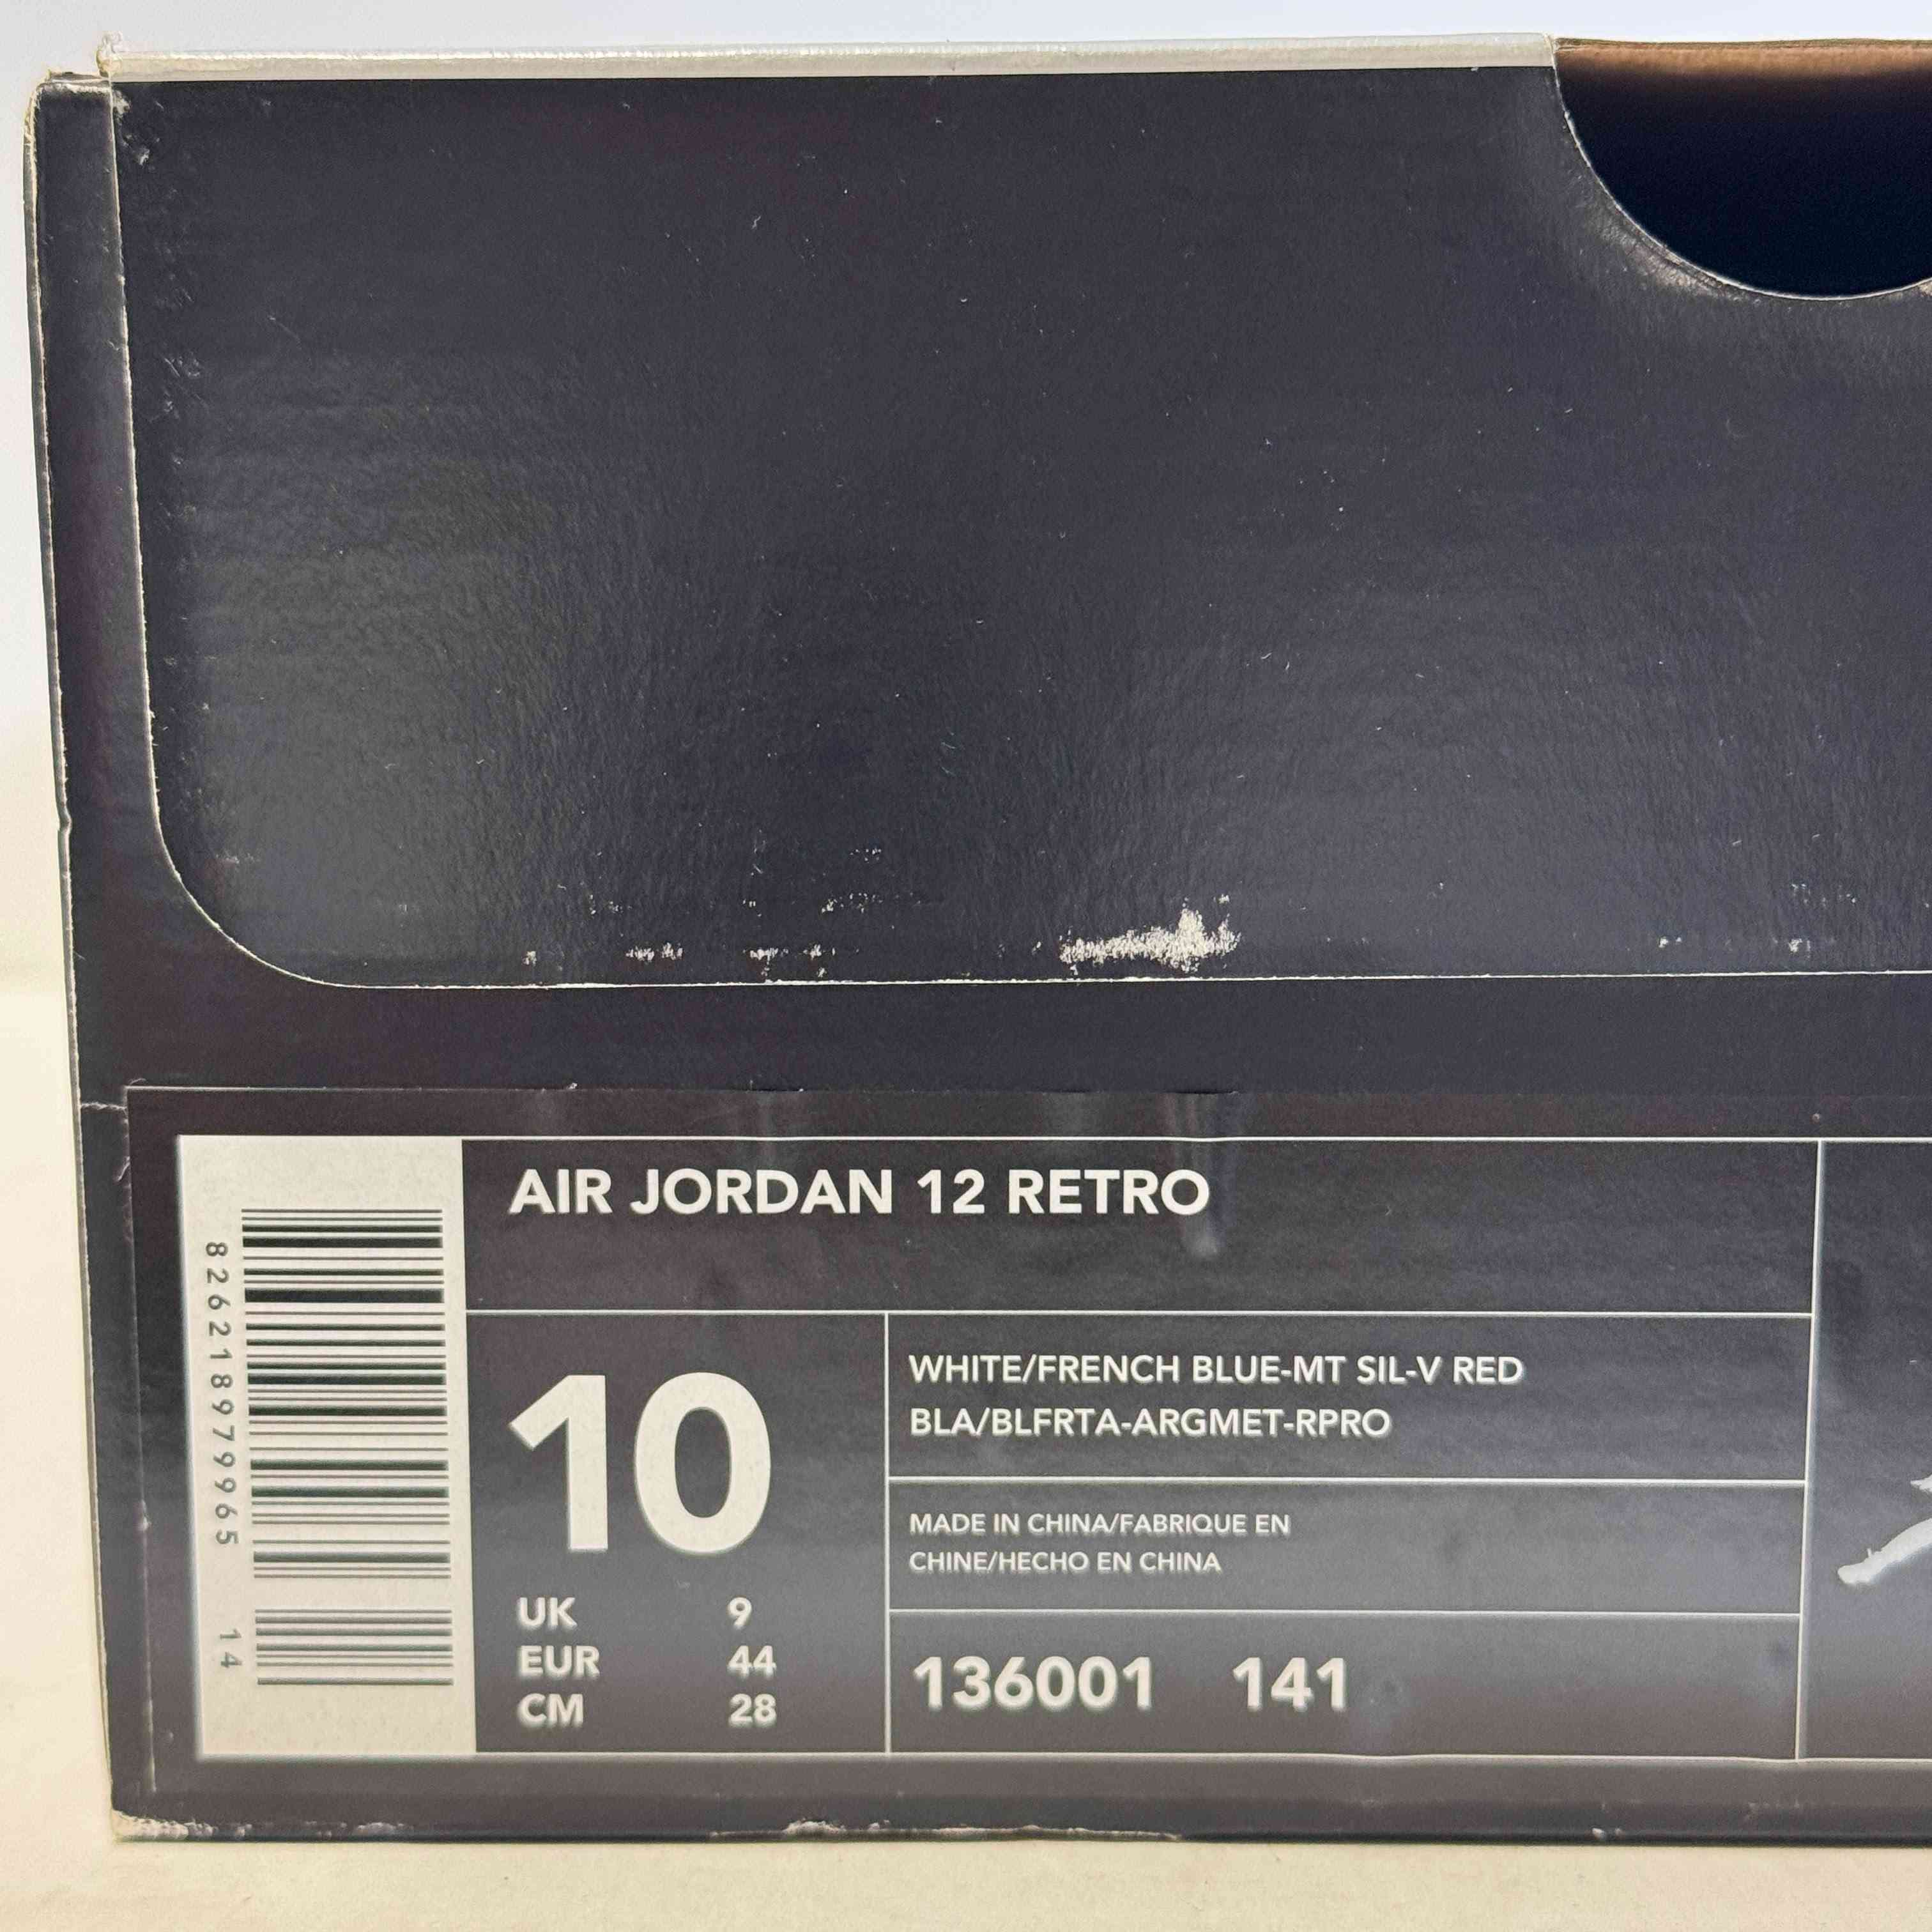 AIR JORDAN 12 RETRO
826218979965 14
10
UK 9
EUR 44
CM 28
WHITE/FRENCH BLUE-MT SIL-V RED
BLA/BLFRTA-ARGMET-RPRO
MADE IN CHINA/FABRIQUE EN
CHINE/HECHO EN CHINA
136001 141